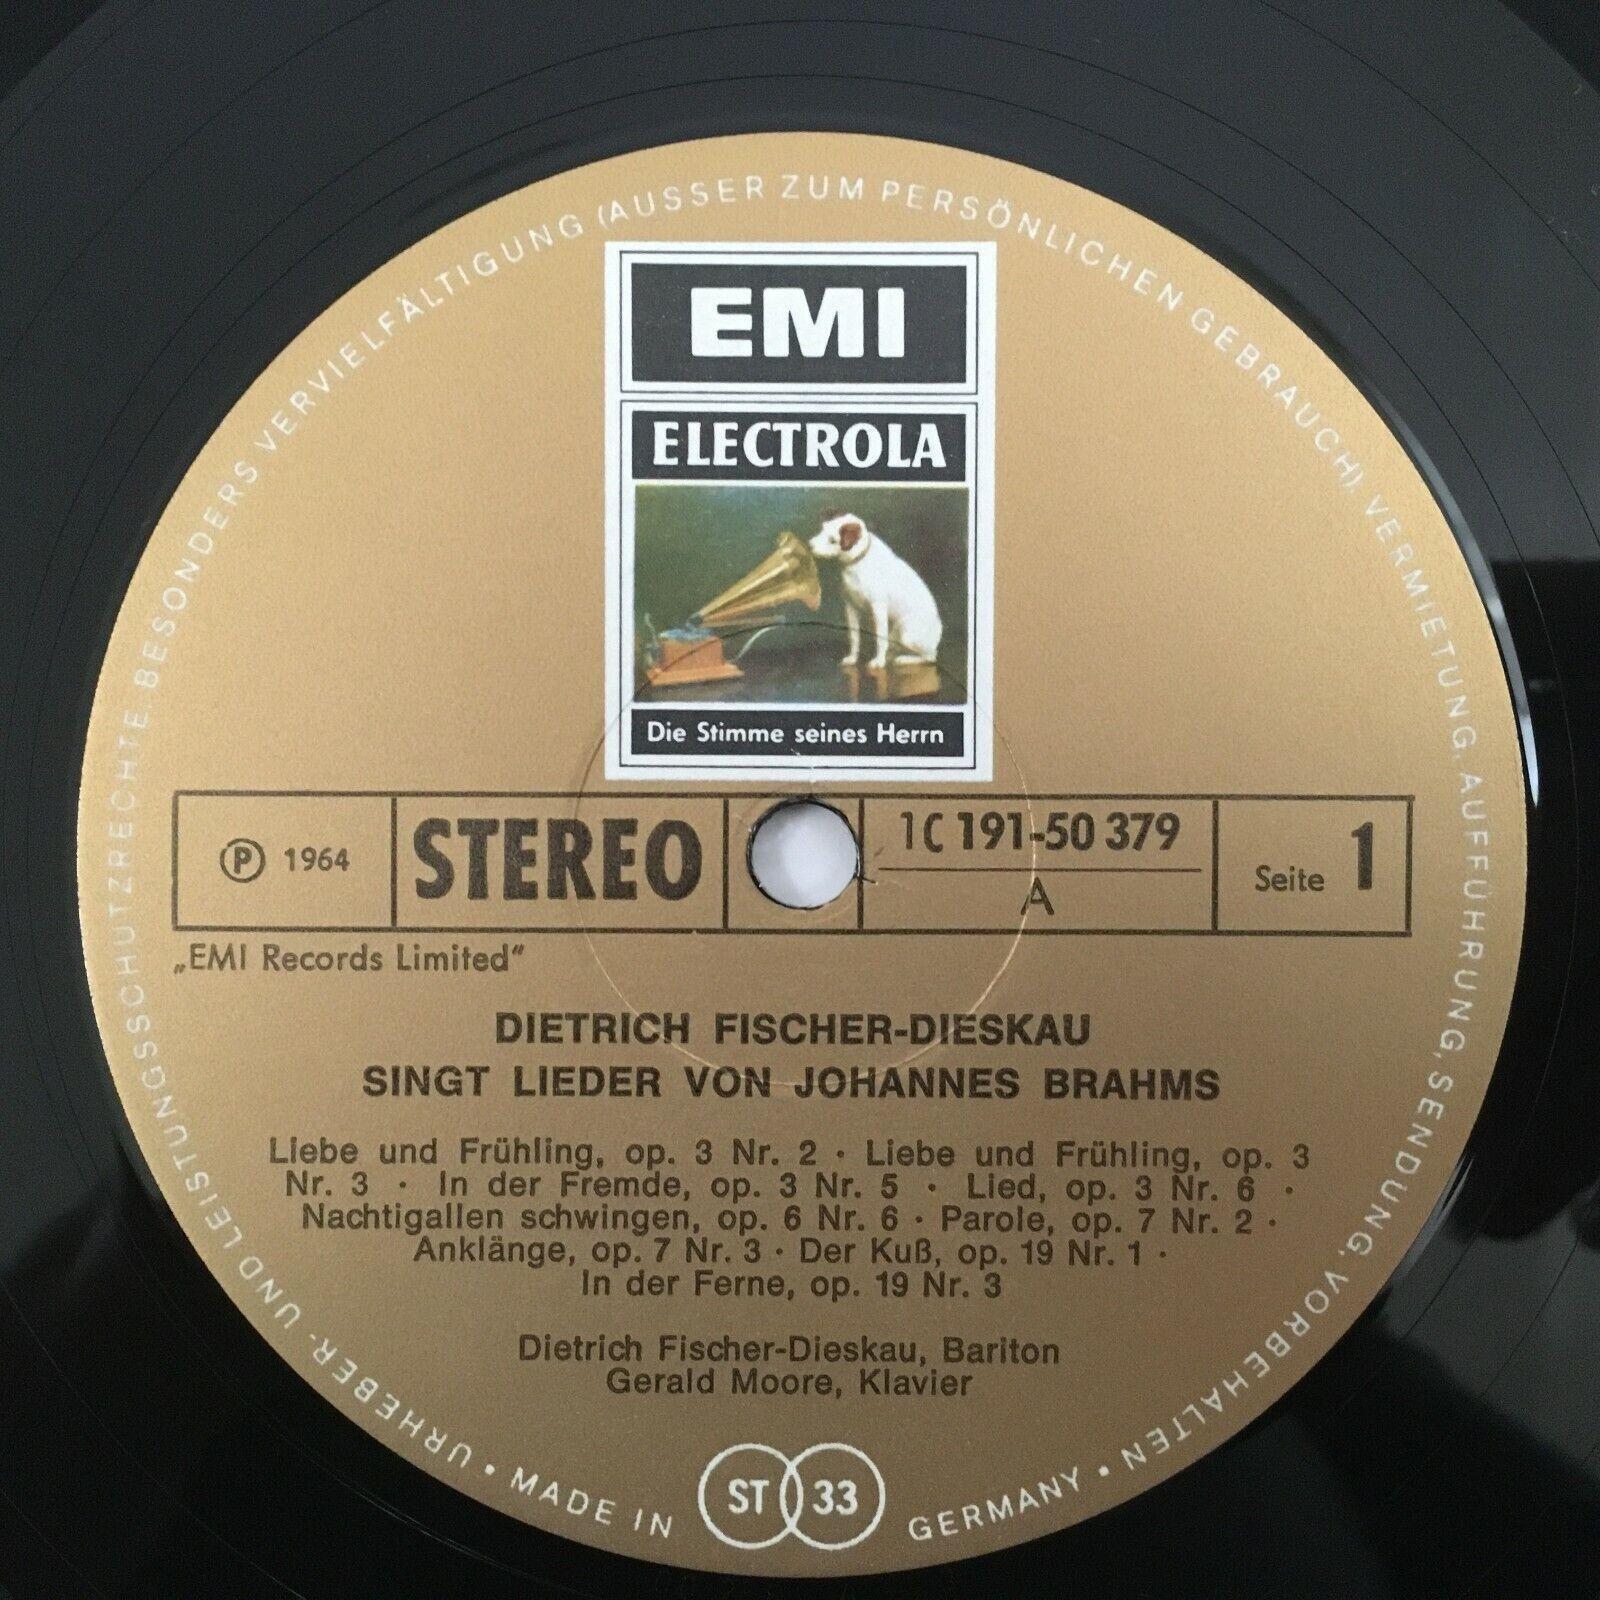 URHEBER- UND LEISTUNGSSCHUTZRECHTE, BESONDERS VERVIELFÄLTIGUNG (AUSSER ZUM PERSÖNLICHEN GEBRAUCH), VERMIETUNG, AUFFÜHRUNG, SENDUNG, VORBEHALTEN •
EMI
ELECTROLA
Die Stimme seines Herrn
Ⓟ 1964
STEREO
1C 191-50 379
A
Seite 1
„EMI Records Limited“
DIETRICH FISCHER-DIESKAU
SINGT LIEDER VON JOHANNES BRAHMS
Liebe und Frühling, op. 3 Nr. 2 · Liebe und Frühling, op. 3
Nr. 3 · In der Fremde, op. 3 Nr. 5 · Lied, op. 3 Nr. 6 ·
Nachtigallen schwingen, op. 6 Nr. 6 · Parole, op. 7 Nr. 2 ·
Anklänge, op. 7 Nr. 3 · Der Kuß, op. 19 Nr. 1 ·
In der Ferne, op. 19 Nr. 3
Dietrich Fischer-Dieskau, Bariton
Gerald Moore, Klavier
• MADE IN ST 33 GERMANY